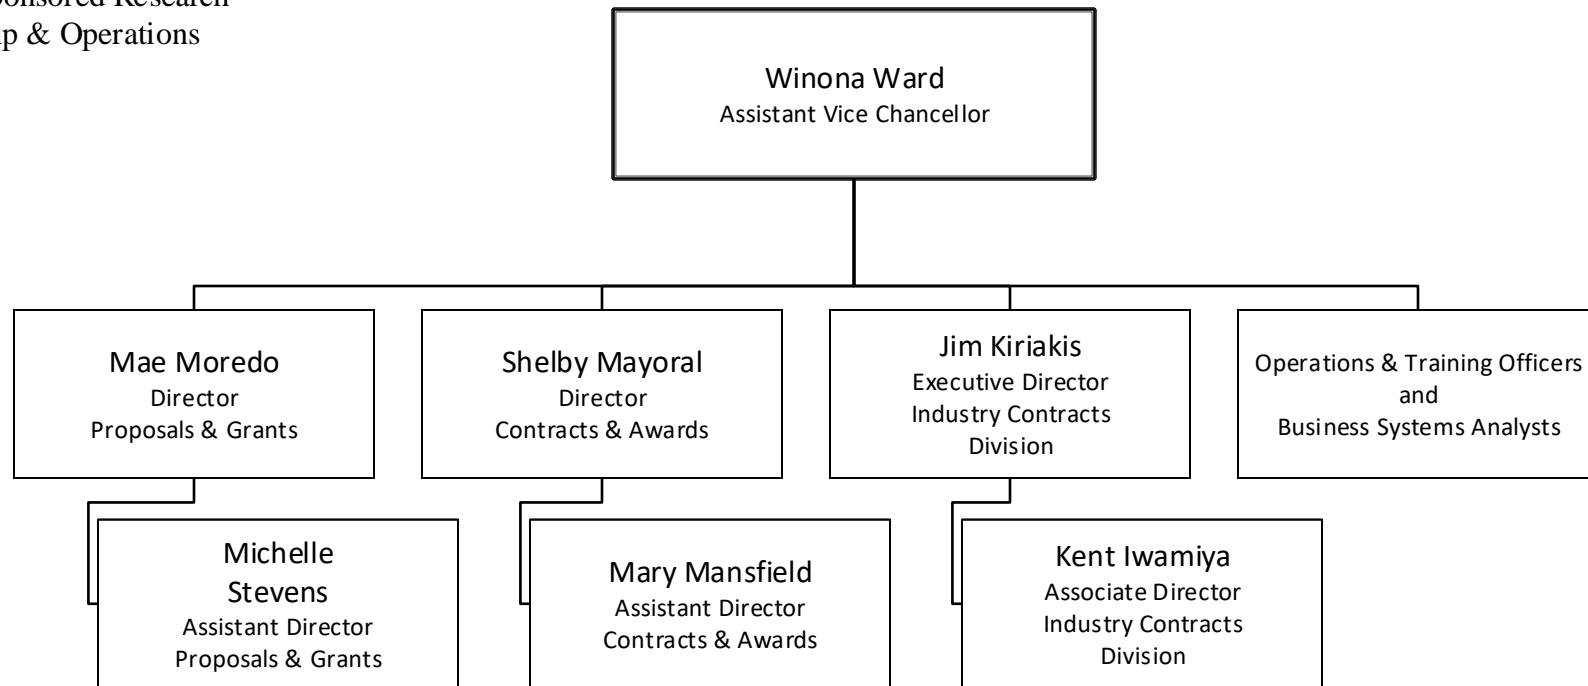 Research
& Operations
Winona Ward
Assistant Vice Chancellor
Mae Moredo
Director
Proposals & Grants
Shelby Mayoral
Director
Contracts & Awards
Jim Kiriakis
Executive Director
Industry Contracts
Division
Operations & Training Officers
and
Business Systems Analysts
Michelle
Stevens
Assistant Director
Proposals & Grants
Mary Mansfield
Assistant Director
Contracts & Awards
Kent Iwamiya
Associate Director
Industry Contracts
Division